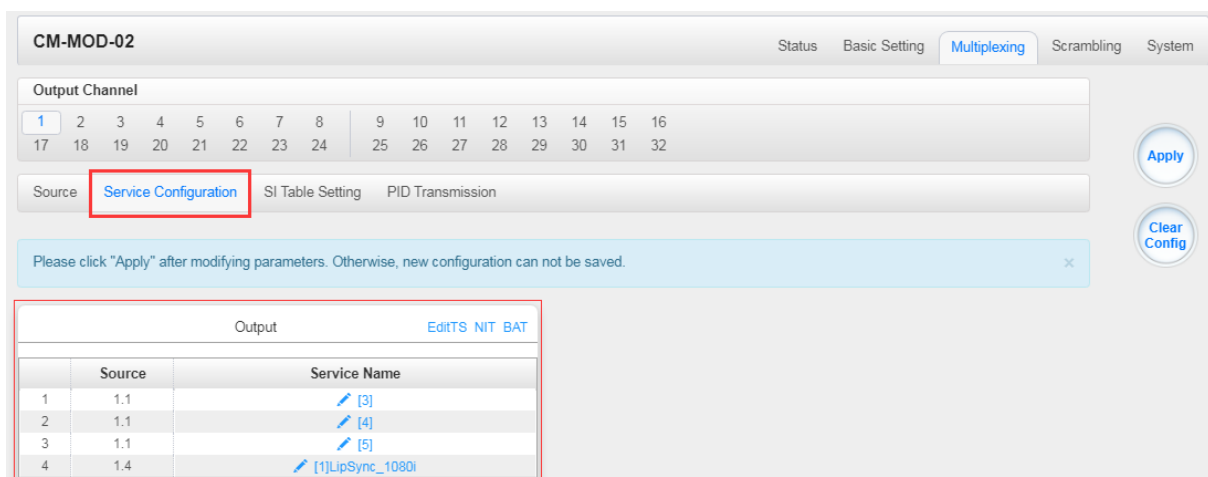 CM-MOD-02
Status Basic Setting Multiplexing Scrambling System
Output Channel
1 2 3 4 5 6 7 8 9 10 11 12 13 14 15 16
17 18 19 20 21 22 23 24 25 26 27 28 29 30 31 32
Apply
Source Service Configuration SI Table Setting PID Transmission
Clear
Config
Please click "Apply" after modifying parameters. Otherwise, new configuration can not be saved. ×
Output EditTS NIT BAT
Source Service Name
1 1.1 [3]
2 1.1 [4]
3 1.1 [5]
4 1.4 [1]LipSync_1080i